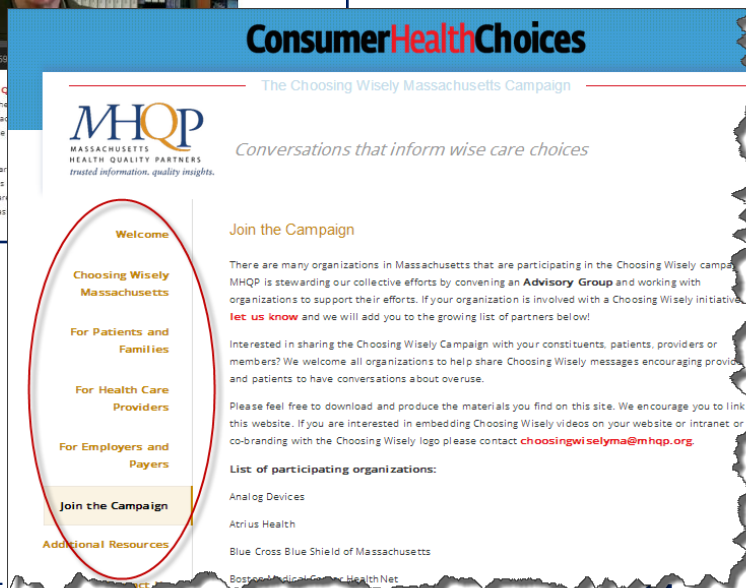 ConsumerHealthChoices
The Choosing Wisely Massachusetts Campaign
MHQP
MASSACHUSETTS
HEALTH QUALITY PARTNERS
trusted information. quality insights.
Conversations that inform wise care choices
Welcome
Choosing Wisely
Massachusetts
For Patients and
Families
For Health Care
Providers
For Employers and
Payers
Join the Campaign
Additional Resources
Join the Campaign
There are many organizations in Massachusetts that are participating in the Choosing Wisely
MHQP is stewarding our collective efforts by convening an Advisory Group and working with
organizations to support their efforts. If your organization is involved with a Choosing Wisely initiative
let us know and we will add you to the growing list of partners below!
Interested in sharing the Choosing Wisely Campaign with your constituents, patients, providers or
members? We welcome all organizations to help share Choosing Wisely messages encouraging
and patients to have conversations about overuse.
Please feel free to download and produce the materials you find on this site. We encourage you to link
this website. If you are interested in embedding Choosing Wisely videos on your website or intranet or
co-branding with the Choosing Wisely logo please contact choosingwiselyma@mhqp.org.
List of participating organizations:
Analog Devices
Atrius Health
Blue Cross Blue Shield of Massachusetts
Boston Medical Center HealthNet